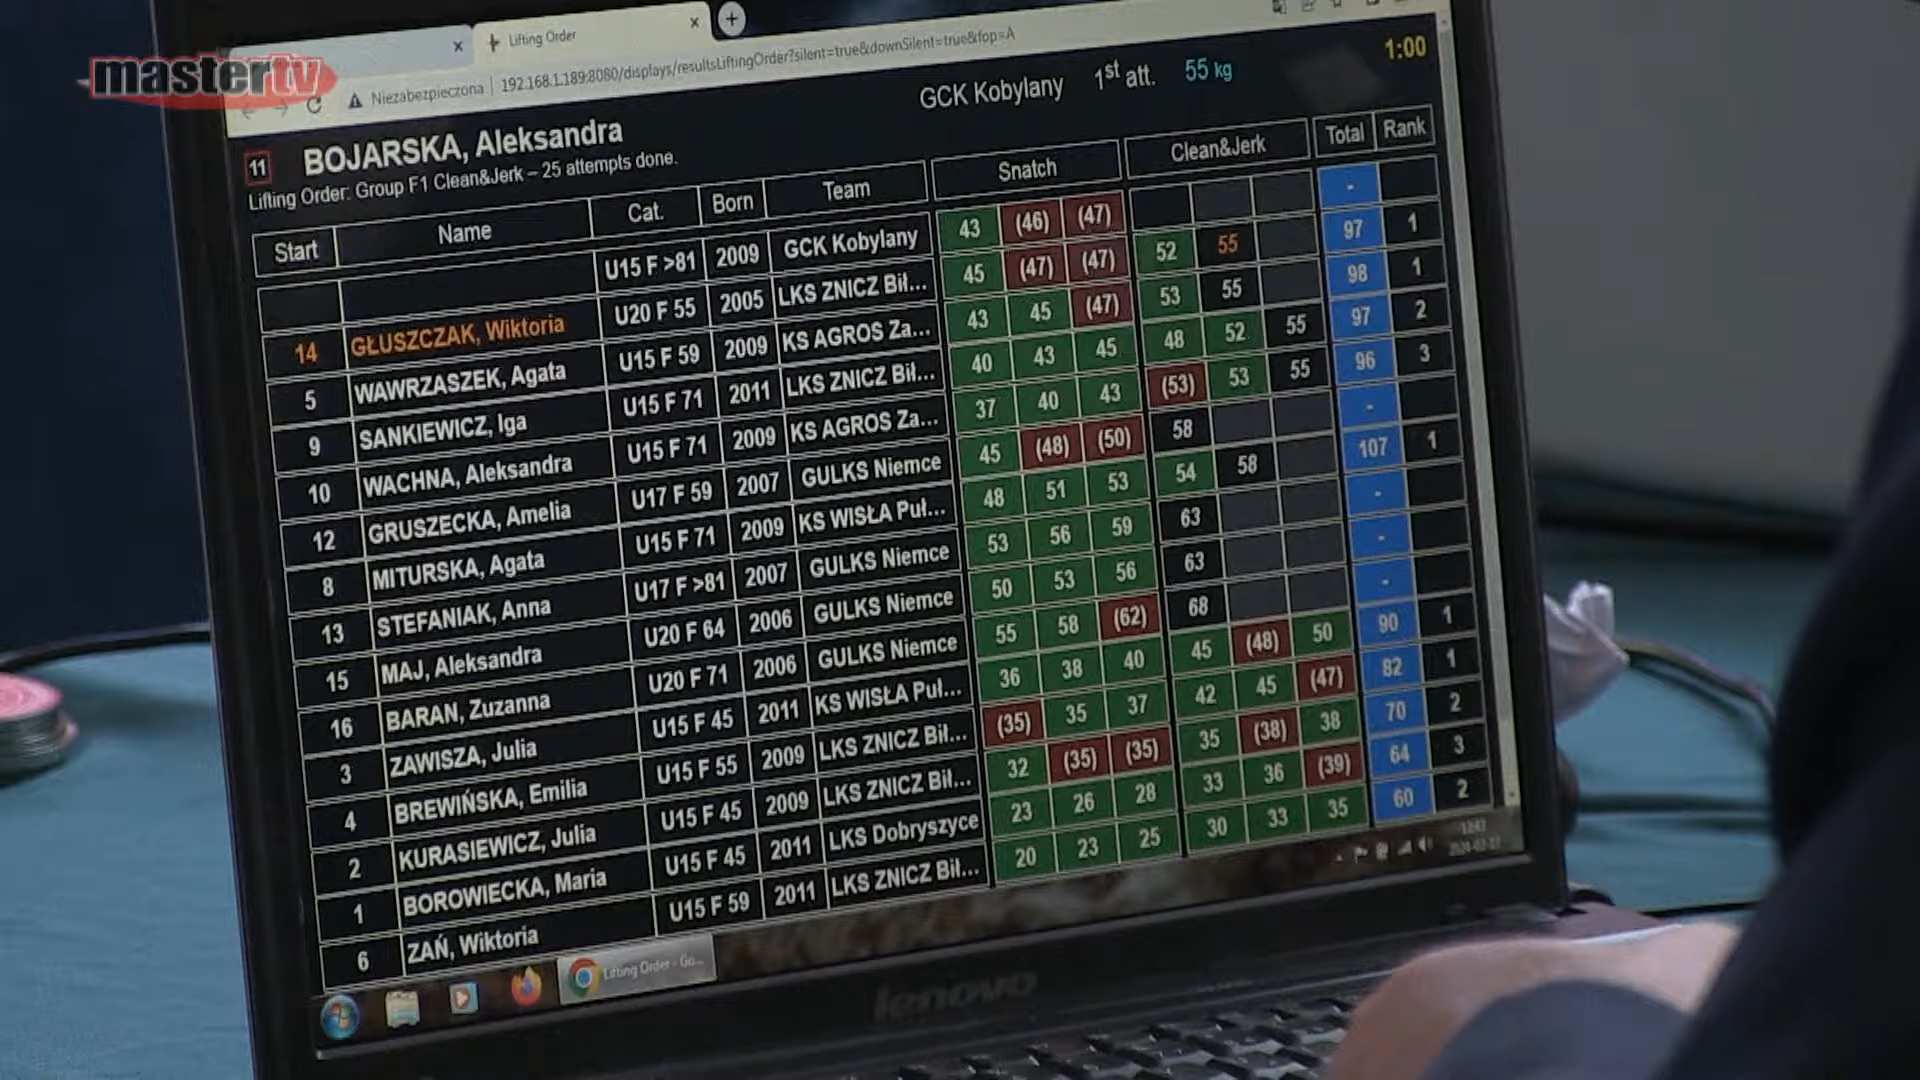 mastertv
Lifting Order
Niezabezpieczona | 192.168.1.189:8080/displays/resultsLiftingOrder?silent=true&downSilent=true&fop=A
11 BOJARSKA, Aleksandra GCK Kobylany 1st att. 55 kg 1:00
Lifting Order: Group F1 Clean&Jerk – 25 attempts done.
Start Name Cat. Born Team Snatch Clean&Jerk Total Rank
U15 F >81 2009 GCK Kobylany 43 (46) (47) -
14 GŁUSZCZAK, Wiktoria U20 F 55 2005 LKS ZNICZ Bił... 45 (47) (47) 52 55 97 1
5 WAWRZASZEK, Agata U15 F 59 2009 KS AGROS Za... 43 45 (47) 53 55 98 1
9 SANKIEWICZ, Iga U15 F 71 2011 LKS ZNICZ Bił... 40 43 45 48 52 55 97 2
10 WACHNA, Aleksandra U15 F 71 2009 KS AGROS Za... 37 40 43 (53) 53 55 96 3
12 GRUSZECKA, Amelia U17 F 59 2007 GULKS Niemce 45 (48) (50) 58 -
8 MITURSKA, Agata U15 F 71 2009 KS WISŁA Puł... 48 51 53 54 58 107 1
13 STEFANIAK, Anna U17 F >81 2007 GULKS Niemce 53 56 59 63 -
15 MAJ, Aleksandra U20 F 64 2006 GULKS Niemce 50 53 56 63 -
16 BARAN, Zuzanna U20 F 71 2006 GULKS Niemce 55 58 (62) 68 -
3 ZAWISZA, Julia U15 F 45 2011 KS WISŁA Puł... 36 38 40 45 (48) 50 90 1
4 BREWIŃSKA, Emilia U15 F 55 2009 LKS ZNICZ Bił... (35) 35 37 42 45 (47) 82 1
2 KURASIEWICZ, Julia U15 F 45 2009 LKS ZNICZ Bił... 32 (35) (35) 35 (38) 38 70 2
1 BOROWIECKA, Maria U15 F 45 2011 LKS Dobryszyce 23 26 28 33 36 (39) 64 3
6 ZAŃ, Wiktoria U15 F 59 2011 LKS ZNICZ Bił... 20 23 25 30 33 35 60 2
Lifting Order - Go...
lenovo